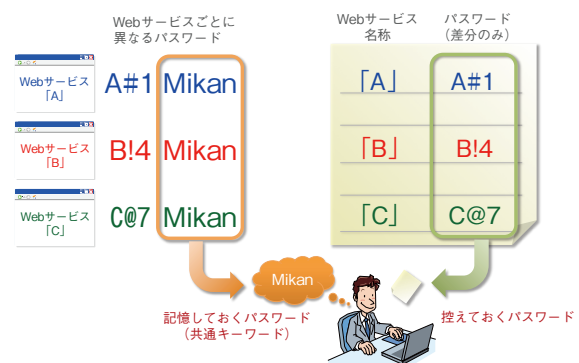 Webサービスごとに
異なるパスワード
Webサービス
「A」
A#1 Mikan
Webサービス
「B」
B!4 Mikan
Webサービス
「C」
C@7 Mikan
Mikan
記憶しておくパスワード
（共通キーワード）
Webサービス
名称
パスワード
（差分のみ）
「A」 A#1
「B」 B!4
「C」 C@7
控えておくパスワード